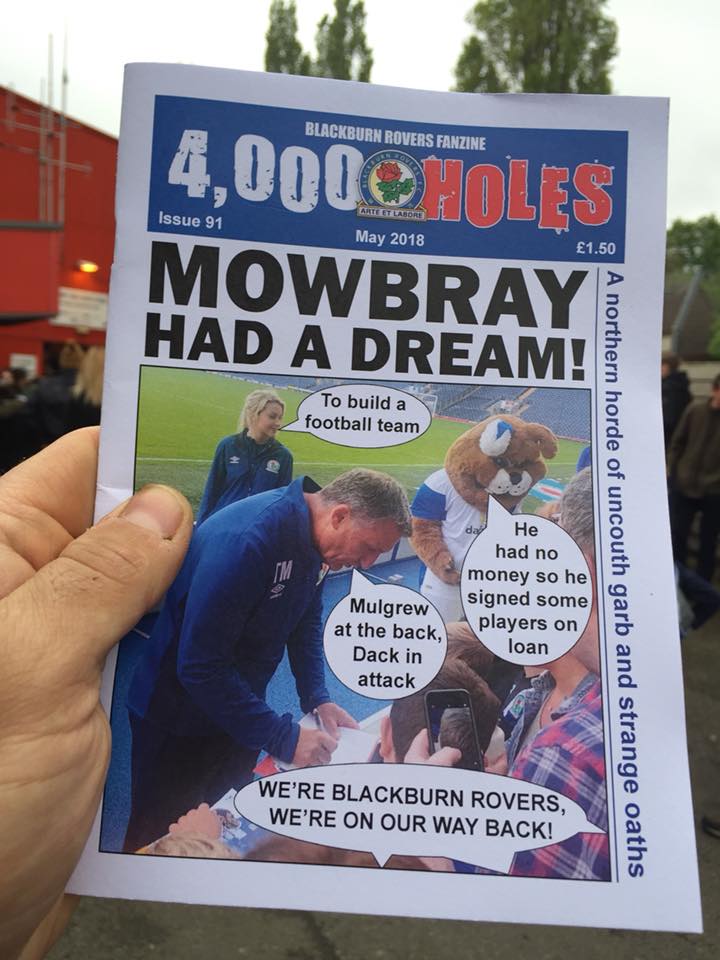 BLACKBURN ROVERS FANZINE
4,000 HOLES
BLACKBURN ROVERS
ARTE ET LABORE
Issue 91
May 2018
£1.50
MOWBRAY
HAD A DREAM!
A northern horde of uncouth garb and strange oaths
To build a
football team
He
had no
money so he
signed some
players on
loan
TM
Mulgrew
at the back,
Dack in
attack
WE'RE BLACKBURN ROVERS,
WE'RE ON OUR WAY BACK!